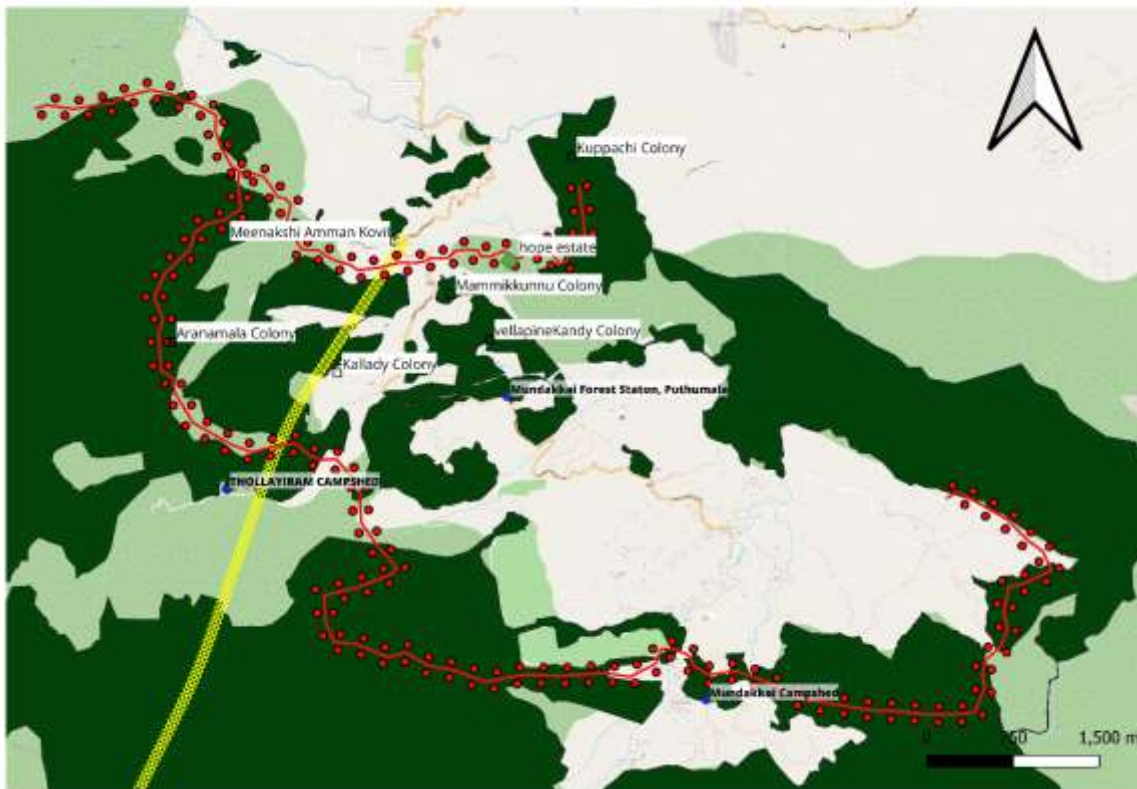 Kuppachi Colony
Meenakshi Amman Kovil
hope estate
Mammikkunnu Colony
vellapineKandy Colony
Aranamala Colony
Kallady Colony
Mundakkai Forest Staton, Puthumala
THOLLAYIRAM CAMPSHED
Mundakkai Campshed
0 750 1,500 m